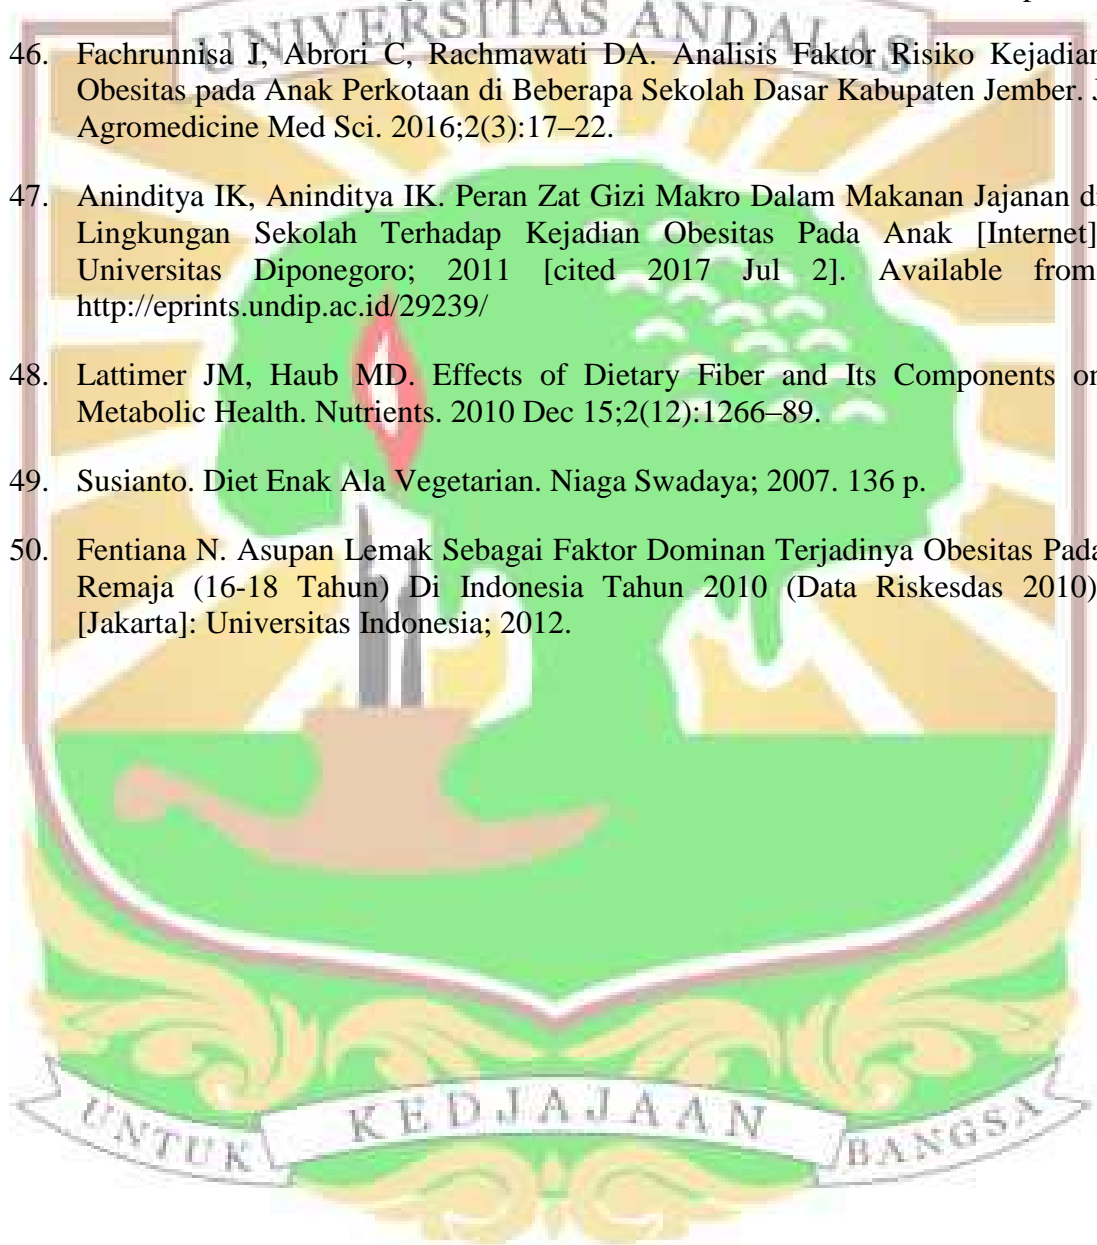 UNIVERSITAS ANDALAS
46. Fachrunnisa J, Abrori C, Rachmawati DA. Analisis Faktor Risiko Kejadian
Obesitas pada Anak Perkotaan di Beberapa Sekolah Dasar Kabupaten Jember. J
Agromedicine Med Sci. 2016;2(3):17–22.
47. Aninditya IK, Aninditya IK. Peran Zat Gizi Makro Dalam Makanan Jajanan di
Lingkungan Sekolah Terhadap Kejadian Obesitas Pada Anak [Internet]
Universitas Diponegoro; 2011 [cited 2017 Jul 2]. Available from
http://eprints.undip.ac.id/29239/
48. Lattimer JM, Haub MD. Effects of Dietary Fiber and Its Components on
Metabolic Health. Nutrients. 2010 Dec 15;2(12):1266–89.
49. Susianto. Diet Enak Ala Vegetarian. Niaga Swadaya; 2007. 136 p.
50. Fentiana N. Asupan Lemak Sebagai Faktor Dominan Terjadinya Obesitas Pada
Remaja (16-18 Tahun) Di Indonesia Tahun 2010 (Data Riskesdas 2010)
[Jakarta]: Universitas Indonesia; 2012.
UNTUK KEDJAJAAN BANGSA